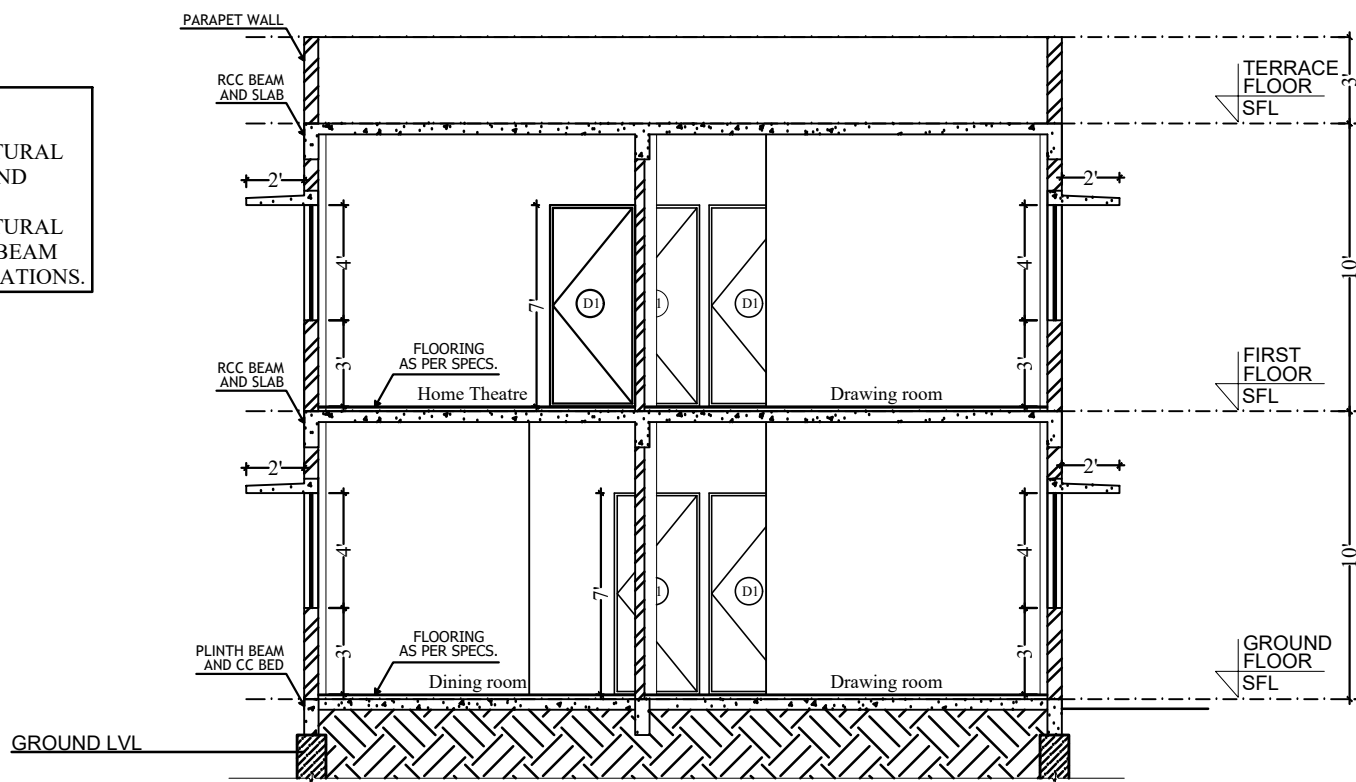 PARAPET WALL
RCC BEAM
AND SLAB
TERRACE
FLOOR
SFL
3'
TURAL
ND
TURAL
BEAM
ATIONS.
2'
2'
4'
7'
D1
D1
4'
10'
FLOORING
AS PER SPECS.
3'
3'
Home Theatre
Drawing room
RCC BEAM
AND SLAB
FIRST
FLOOR
SFL
2'
2'
4'
7'
D1
4'
10'
FLOORING
AS PER SPECS.
3'
3'
Dining room
Drawing room
PLINTH BEAM
AND CC BED
GROUND
FLOOR
SFL
GROUND LVL